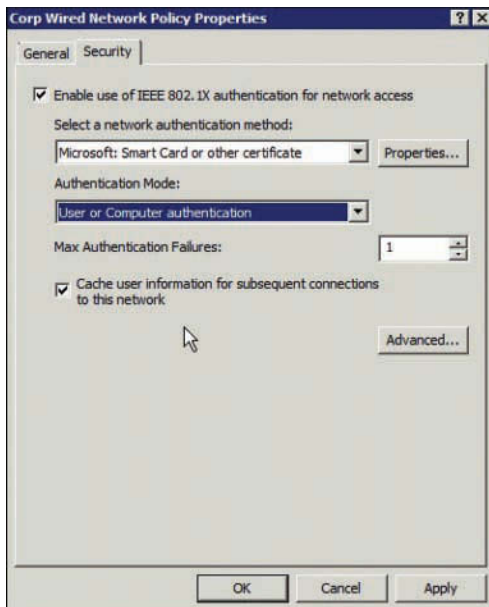 Corp Wired Network Policy Properties
General Security
Enable use of IEEE 802.1X authentication for network access
Select a network authentication method:
Microsoft: Smart Card or other certificate Properties...
Authentication Mode:
User or Computer authentication
Max Authentication Failures: 1
Cache user information for subsequent connections
to this network
Advanced...
OK Cancel Apply